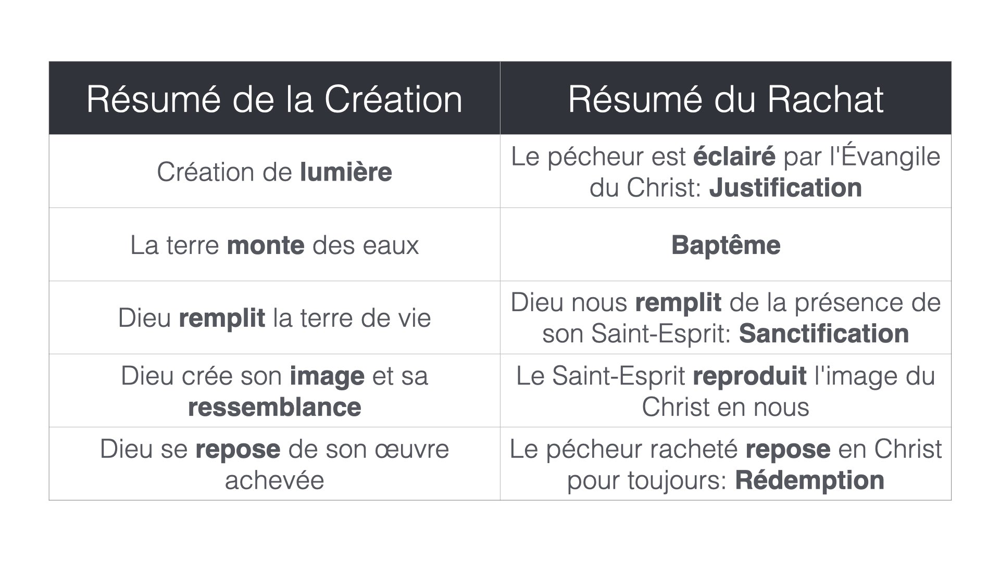 Résumé de la Création
Résumé du Rachat
Création de lumière
Le pécheur est éclairé par l'Évangile
du Christ: Justification
La terre monte des eaux
Baptême
Dieu remplit la terre de vie
Dieu nous remplit de la présence de
son Saint-Esprit: Sanctification
Dieu crée son image et sa
ressemblance
Le Saint-Esprit reproduit l'image du
Christ en nous
Dieu se repose de son œuvre
achevée
Le pécheur racheté repose en Christ
pour toujours: Rédemption